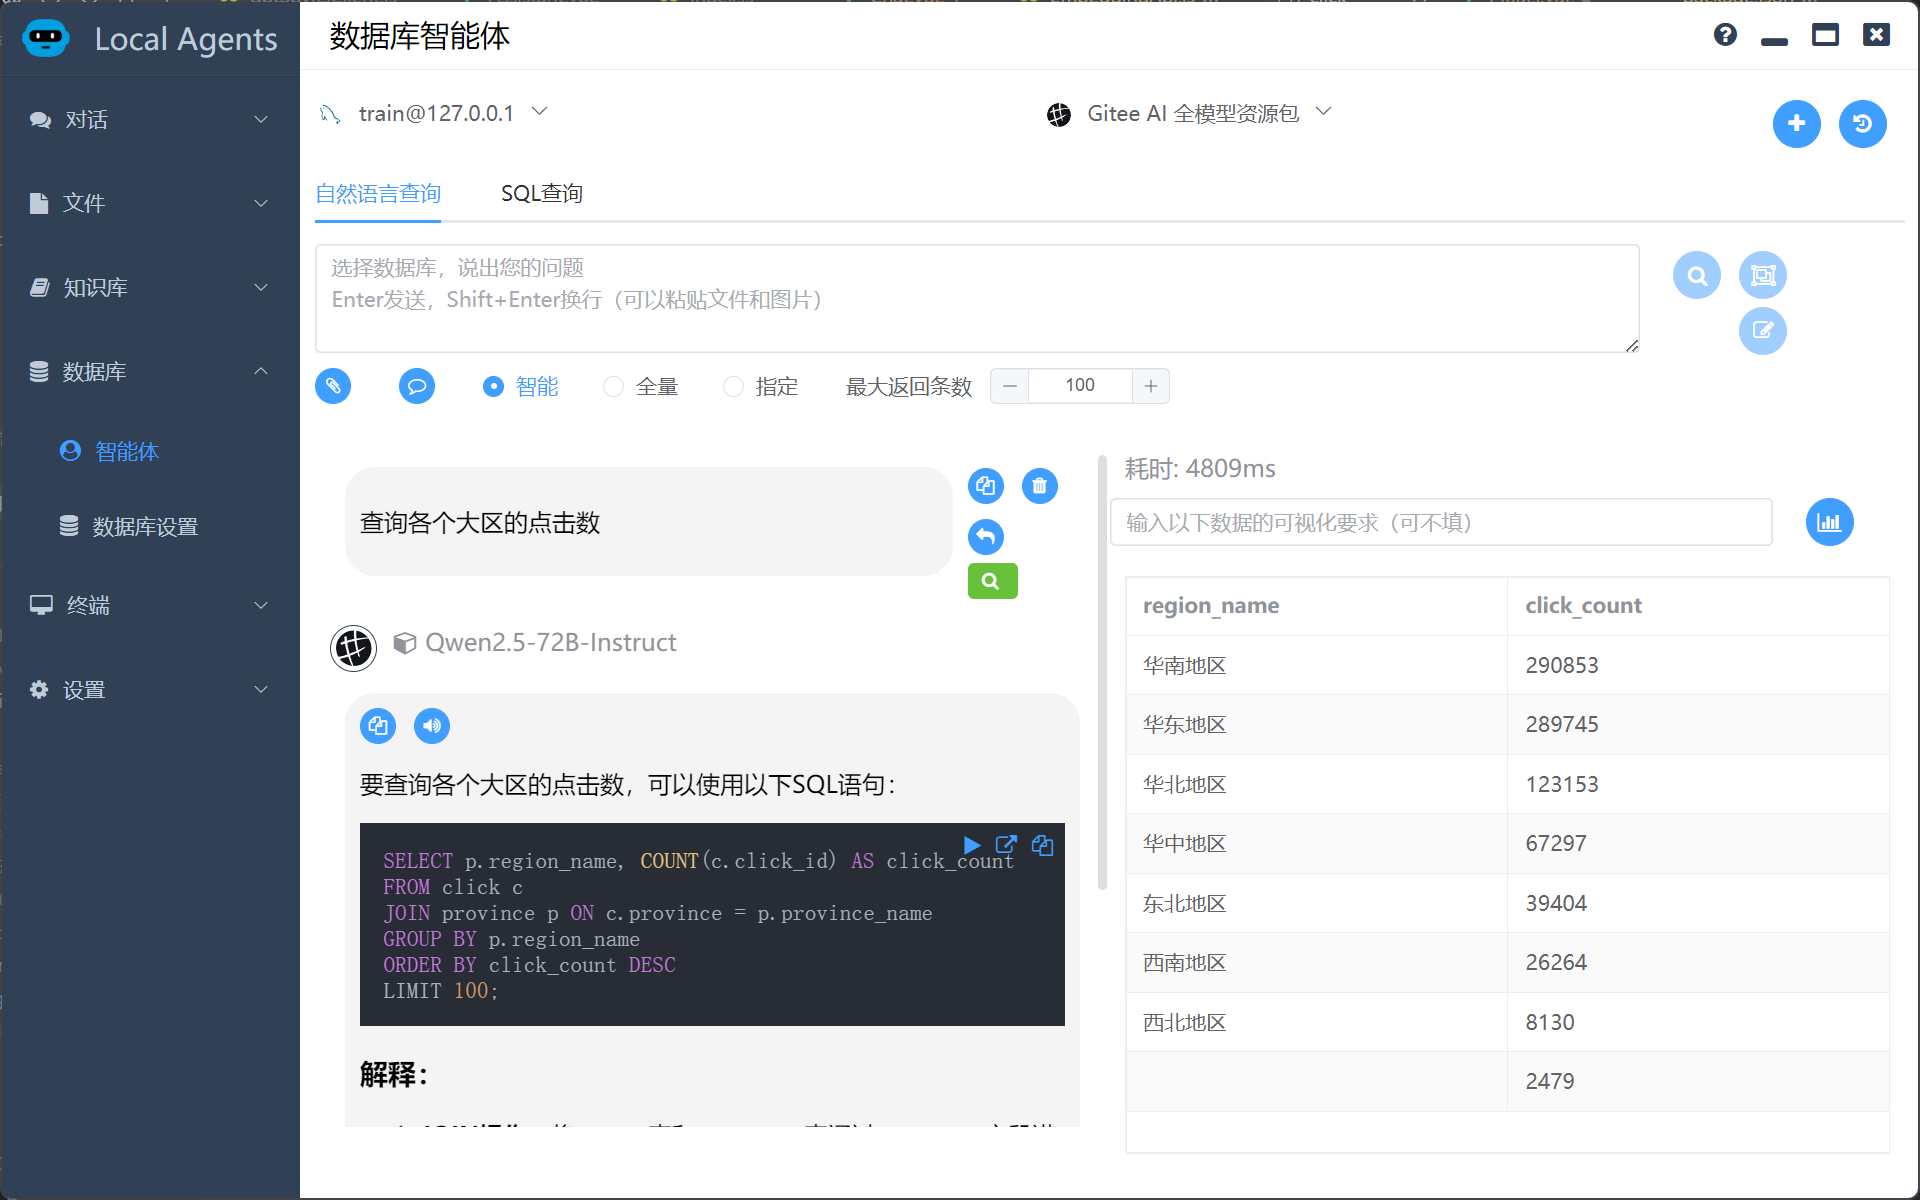 Local Agents
数据库智能体
对话
文件
知识库
数据库
智能体
数据库设置
终端
设置
train@127.0.0.1
Gitee AI 全模型资源包
自然语言查询
SQL查询
选择数据库，说出您的问题
Enter发送，Shift+Enter换行（可以粘贴文件和图片）
智能
全量
指定
最大返回条数
100
查询各个大区的点击数
Qwen2.5-72B-Instruct
要查询各个大区的点击数，可以使用以下SQL语句：
SELECT p.region_name, COUNT(c.click_id) AS click_count
FROM click c
JOIN province p ON c.province = p.province_name
GROUP BY p.region_name
ORDER BY click_count DESC
LIMIT 100;
解释：
耗时: 4809ms
输入以下数据的可视化要求（可不填）
region_name click_count
华南地区 290853
华东地区 289745
华北地区 123153
华中地区 67297
东北地区 39404
西南地区 26264
西北地区 8130
2479